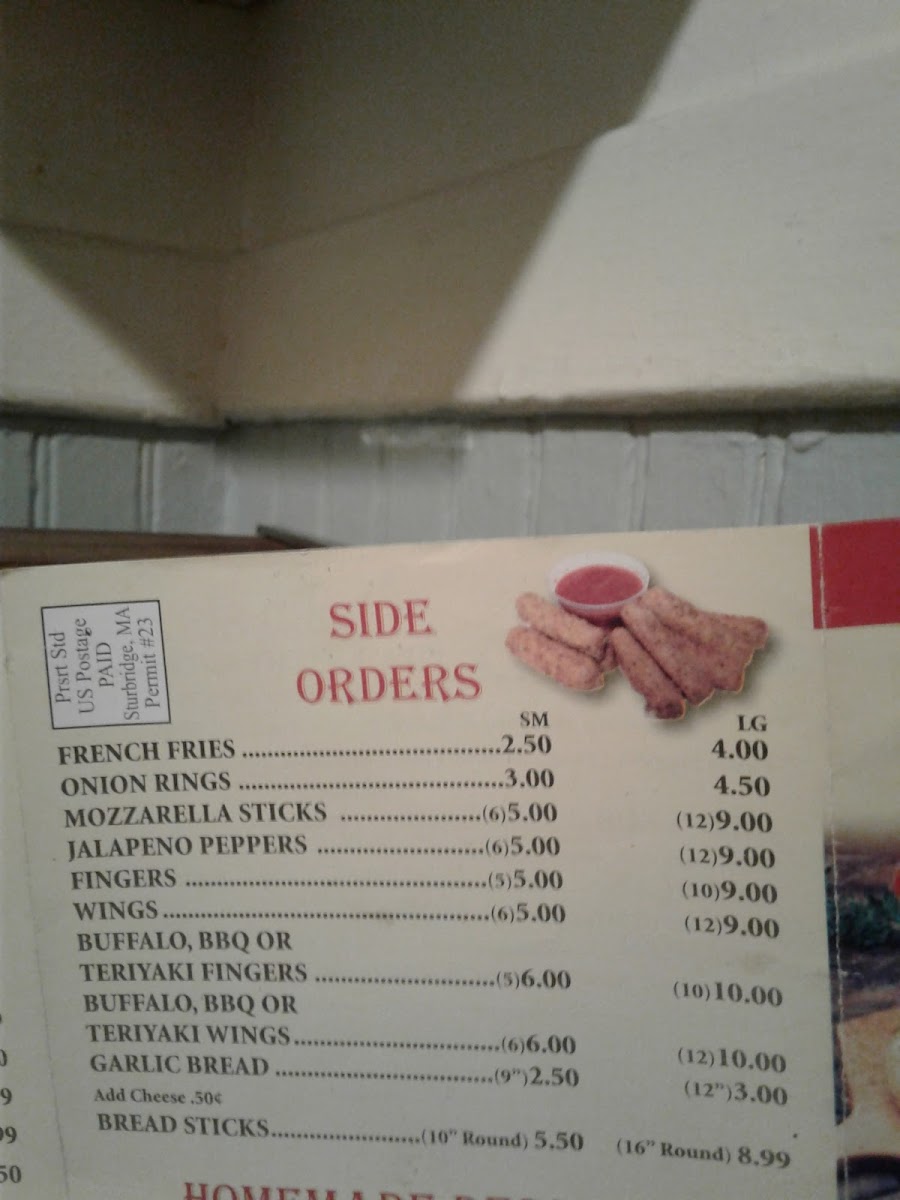 Prsrt Std
US Postage
PAID
Sturbridge, MA
Permit #23
SIDE
ORDERS
SM LG
FRENCH FRIES ....................................2.50 4.00
ONION RINGS .....................................3.00 4.50
MOZZARELLA STICKS ....................(6)5.00 (12)9.00
JALAPENO PEPPERS ........................(6)5.00 (12)9.00
FINGERS ...........................................(5)5.00 (10)9.00
WINGS..............................................(6)5.00 (12)9.00
BUFFALO, BBQ OR
TERIYAKI FINGERS .........................(5)6.00 (10)10.00
BUFFALO, BBQ OR
TERIYAKI WINGS.............................(6)6.00 (12)10.00
GARLIC BREAD ...............................(9")2.50 (12")3.00
Add Cheese .50¢
BREAD STICKS.....................(10" Round) 5.50 (16" Round) 8.99
HOMEMADE